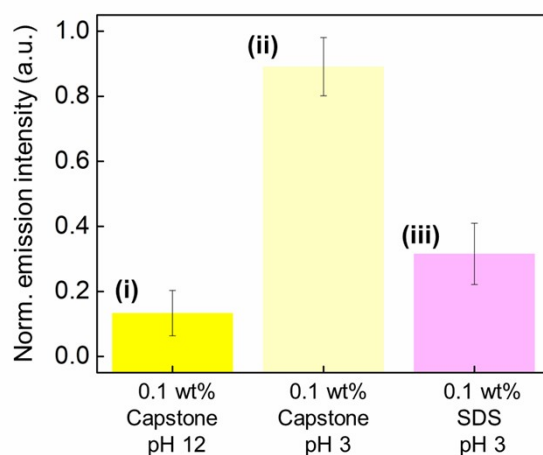 Norm. emission intensity (a.u.)
1.0
0.8
0.6
0.4
0.2
0.0
(i)
(ii)
(iii)
0.1 wt%
Capstone
pH 12
0.1 wt%
Capstone
pH 3
0.1 wt%
SDS
pH 3